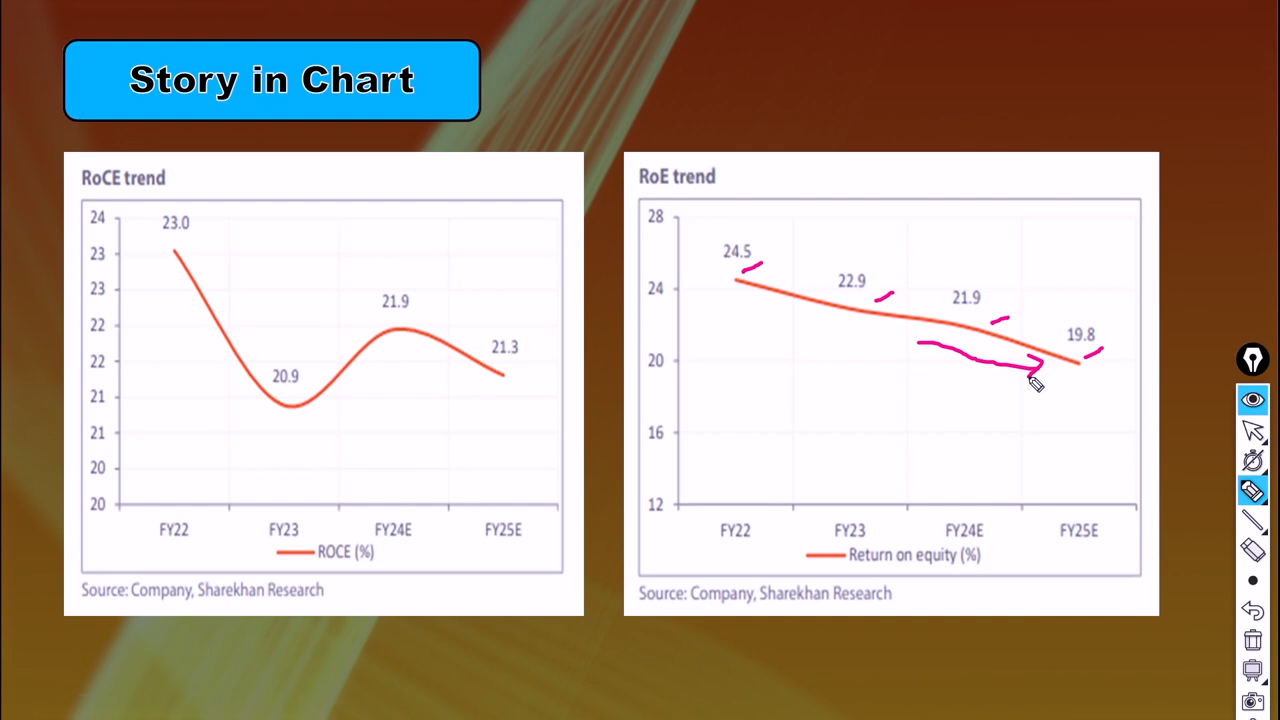 Story in Chart
RoCE trend
24
23
23
22
22
21
21
20
20
23.0
20.9
21.9
21.3
FY22 FY23 FY24E FY25E
ROCE (%)
Source: Company, Sharekhan Research
RoE trend
28
24
20
16
12
24.5
22.9
21.9
19.8
FY22 FY23 FY24E FY25E
Return on equity (%)
Source: Company, Sharekhan Research